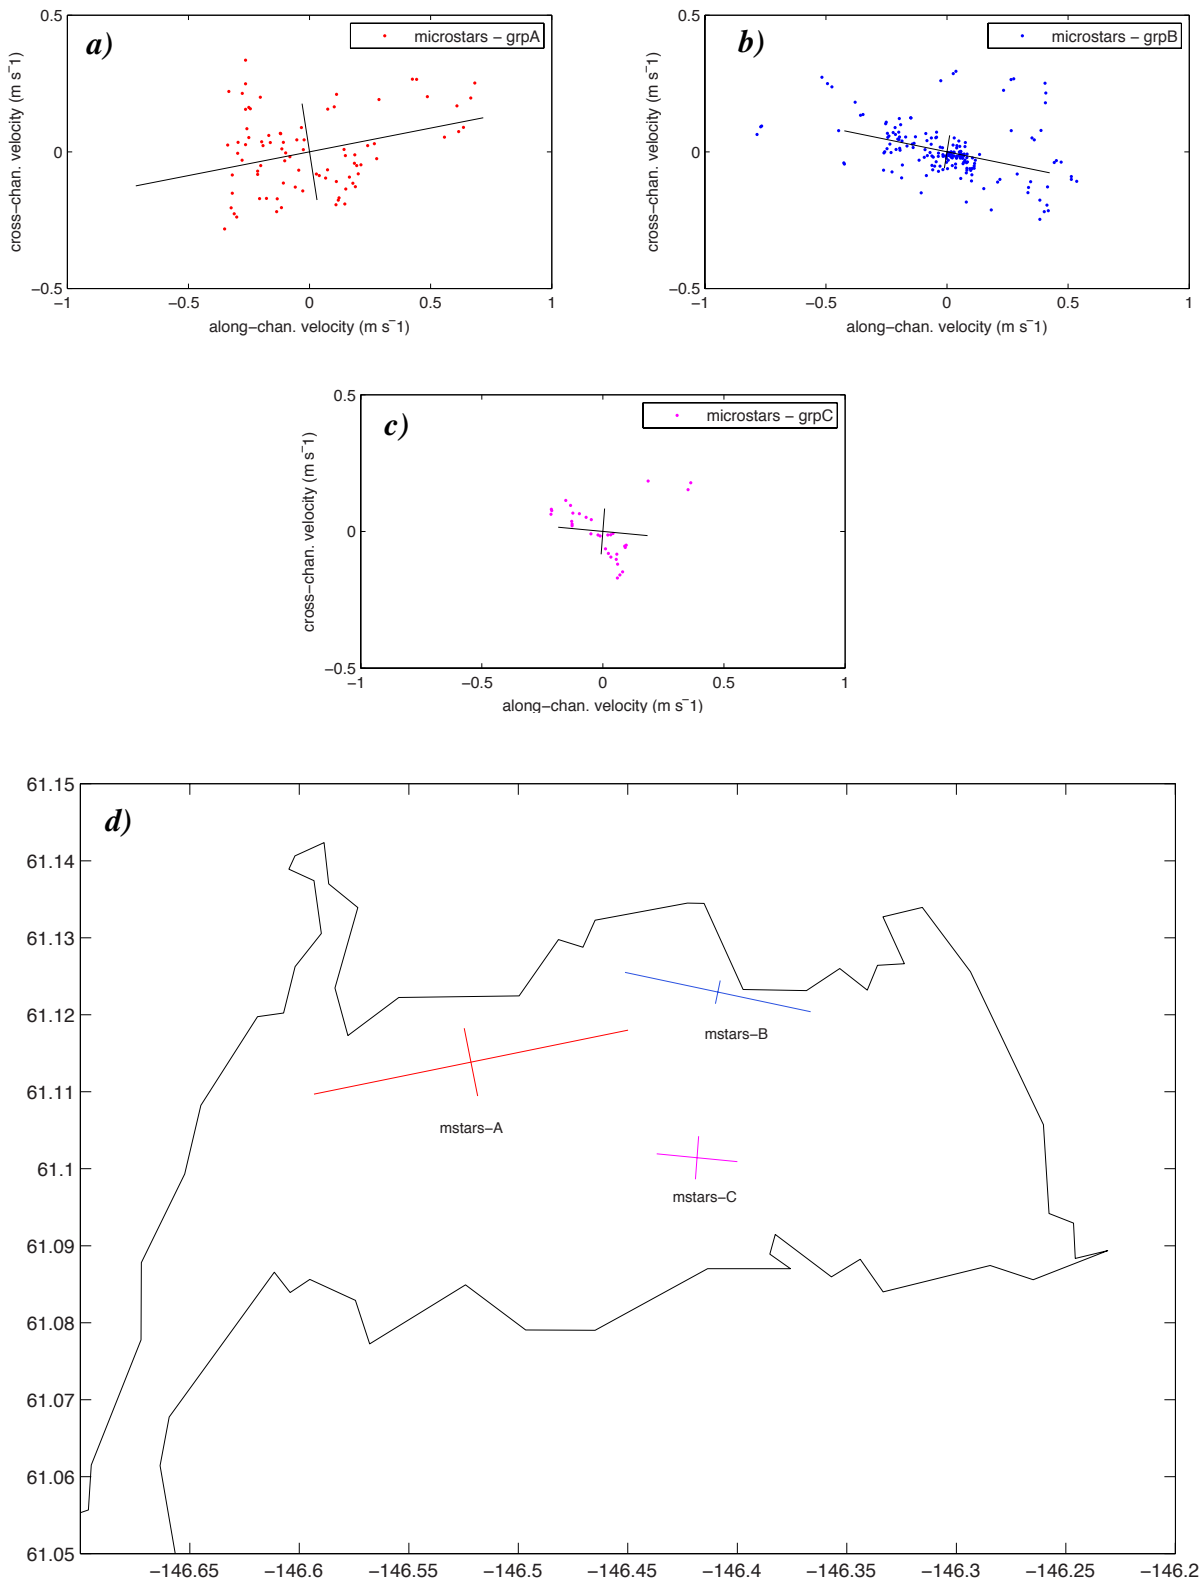 a)
microstars − grpA
cross−chan. velocity (m s−1)
0.5
0
−0.5
−1
−0.5
0
0.5
1
along−chan. velocity (m s−1)
b)
microstars − grpB
cross−chan. velocity (m s−1)
0.5
0
−0.5
−1
−0.5
0
0.5
1
along−chan. velocity (m s−1)
c)
microstars − grpC
cross−chan. velocity (m s−1)
0.5
0
−0.5
−1
−0.5
0
0.5
1
along−chan. velocity (m s−1)
d)
61.15
61.14
61.13
61.12
61.11
61.1
61.09
61.08
61.07
61.06
61.05
mstars−A
mstars−B
mstars−C
−146.65
−146.6
−146.55
−146.5
−146.45
−146.4
−146.35
−146.3
−146.25
−146.2